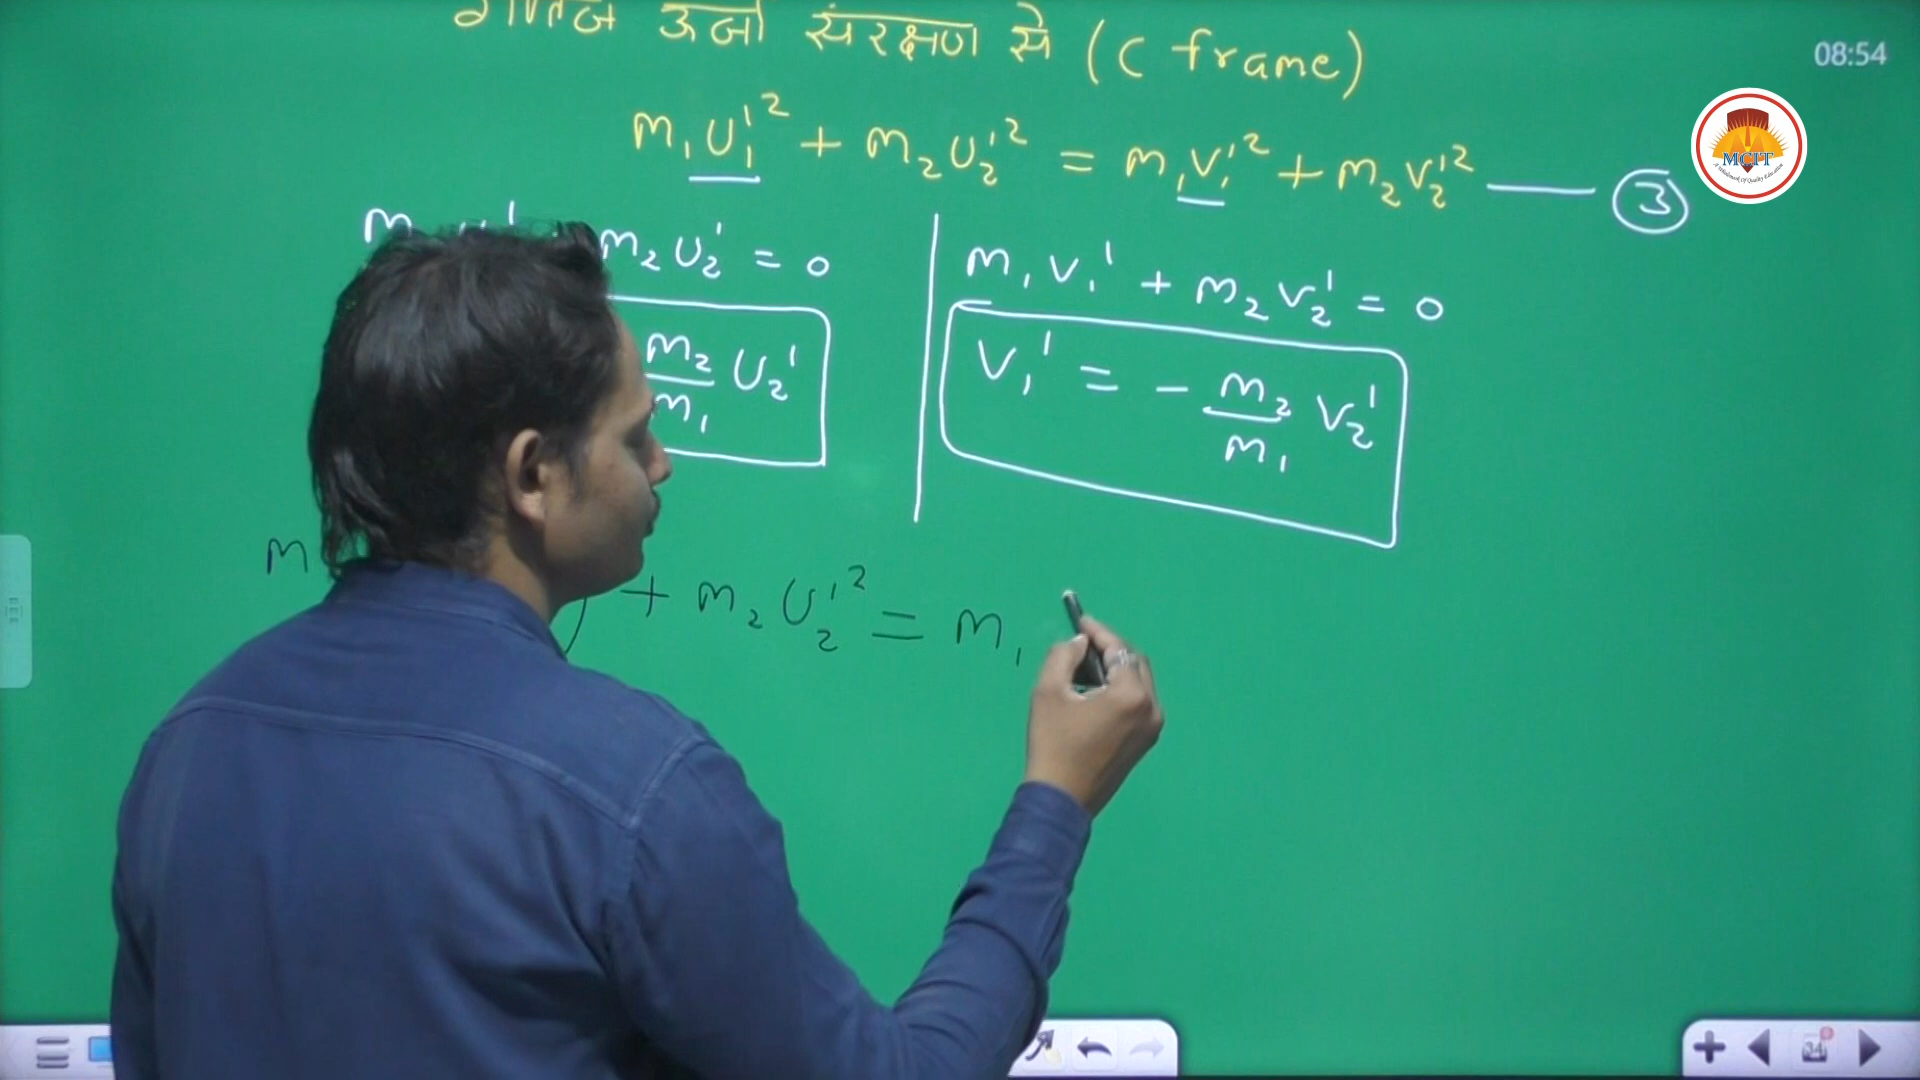 ऊर्जा संरक्षण से (C frame)
08:54
m₁U₁'² + m₂U₂'² = m₁V₁'² + m₂V₂'² —— ③
MCIT
m₂U₂' = 0
m₁V₁' + m₂V₂' = 0
m₂/m₁ U₂'
V₁' = - m₂/m₁ V₂'
m + m₂U₂'² = m₁